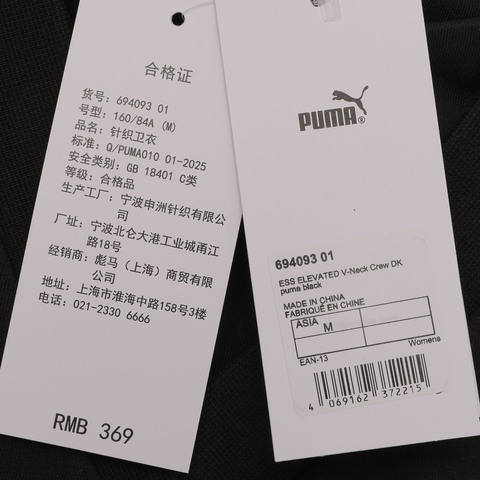 合格证
货号: 694093 01
号型: 160/84A (M)
品名: 针织卫衣
标准: Q/PUMA010 01-2025
安全类别: GB 18401 C类
等级: 合格品
生产工厂: 宁波申洲针织有限公
司
厂址: 宁波北仑大港工业城甬江
路18号
经销商: 彪马（上海）商贸有限
公司
地址: 上海市淮海中路158号3楼
电话: 021-2330 6666
RMB 369
PUMA®
694093 01
ESS ELEVATED V-Neck Crew DK
puma black
MADE IN CHINA
FABRIQUÉ EN CHINE
ASIA M
Womens
EAN-13
4 069162 372215